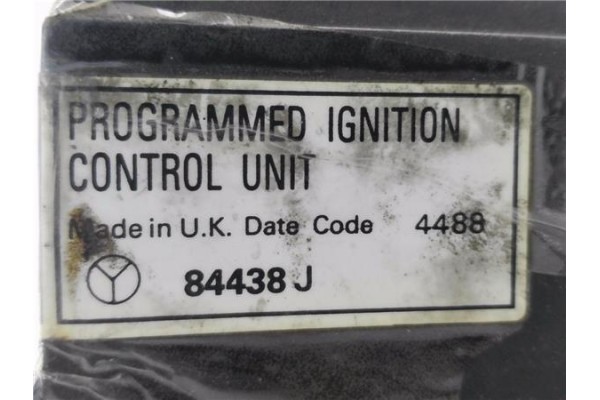 PROGRAMMED IGNITION
CONTROL UNIT
Made in U.K. Date Code 4488
84438 J